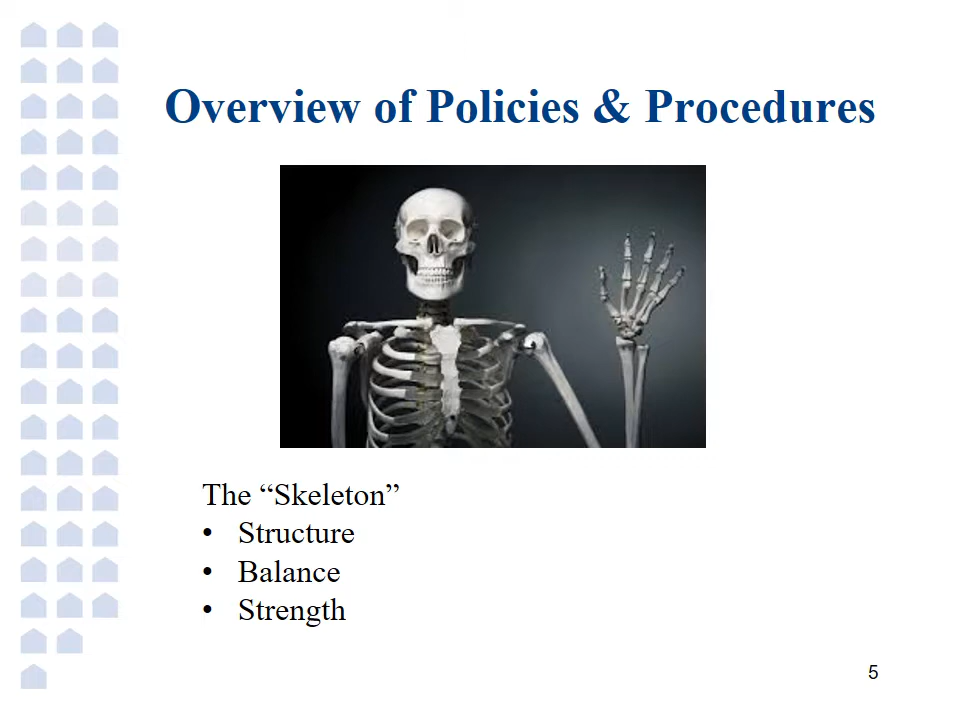 Overview of Policies & Procedures
The “Skeleton”
• Structure
• Balance
• Strength
5